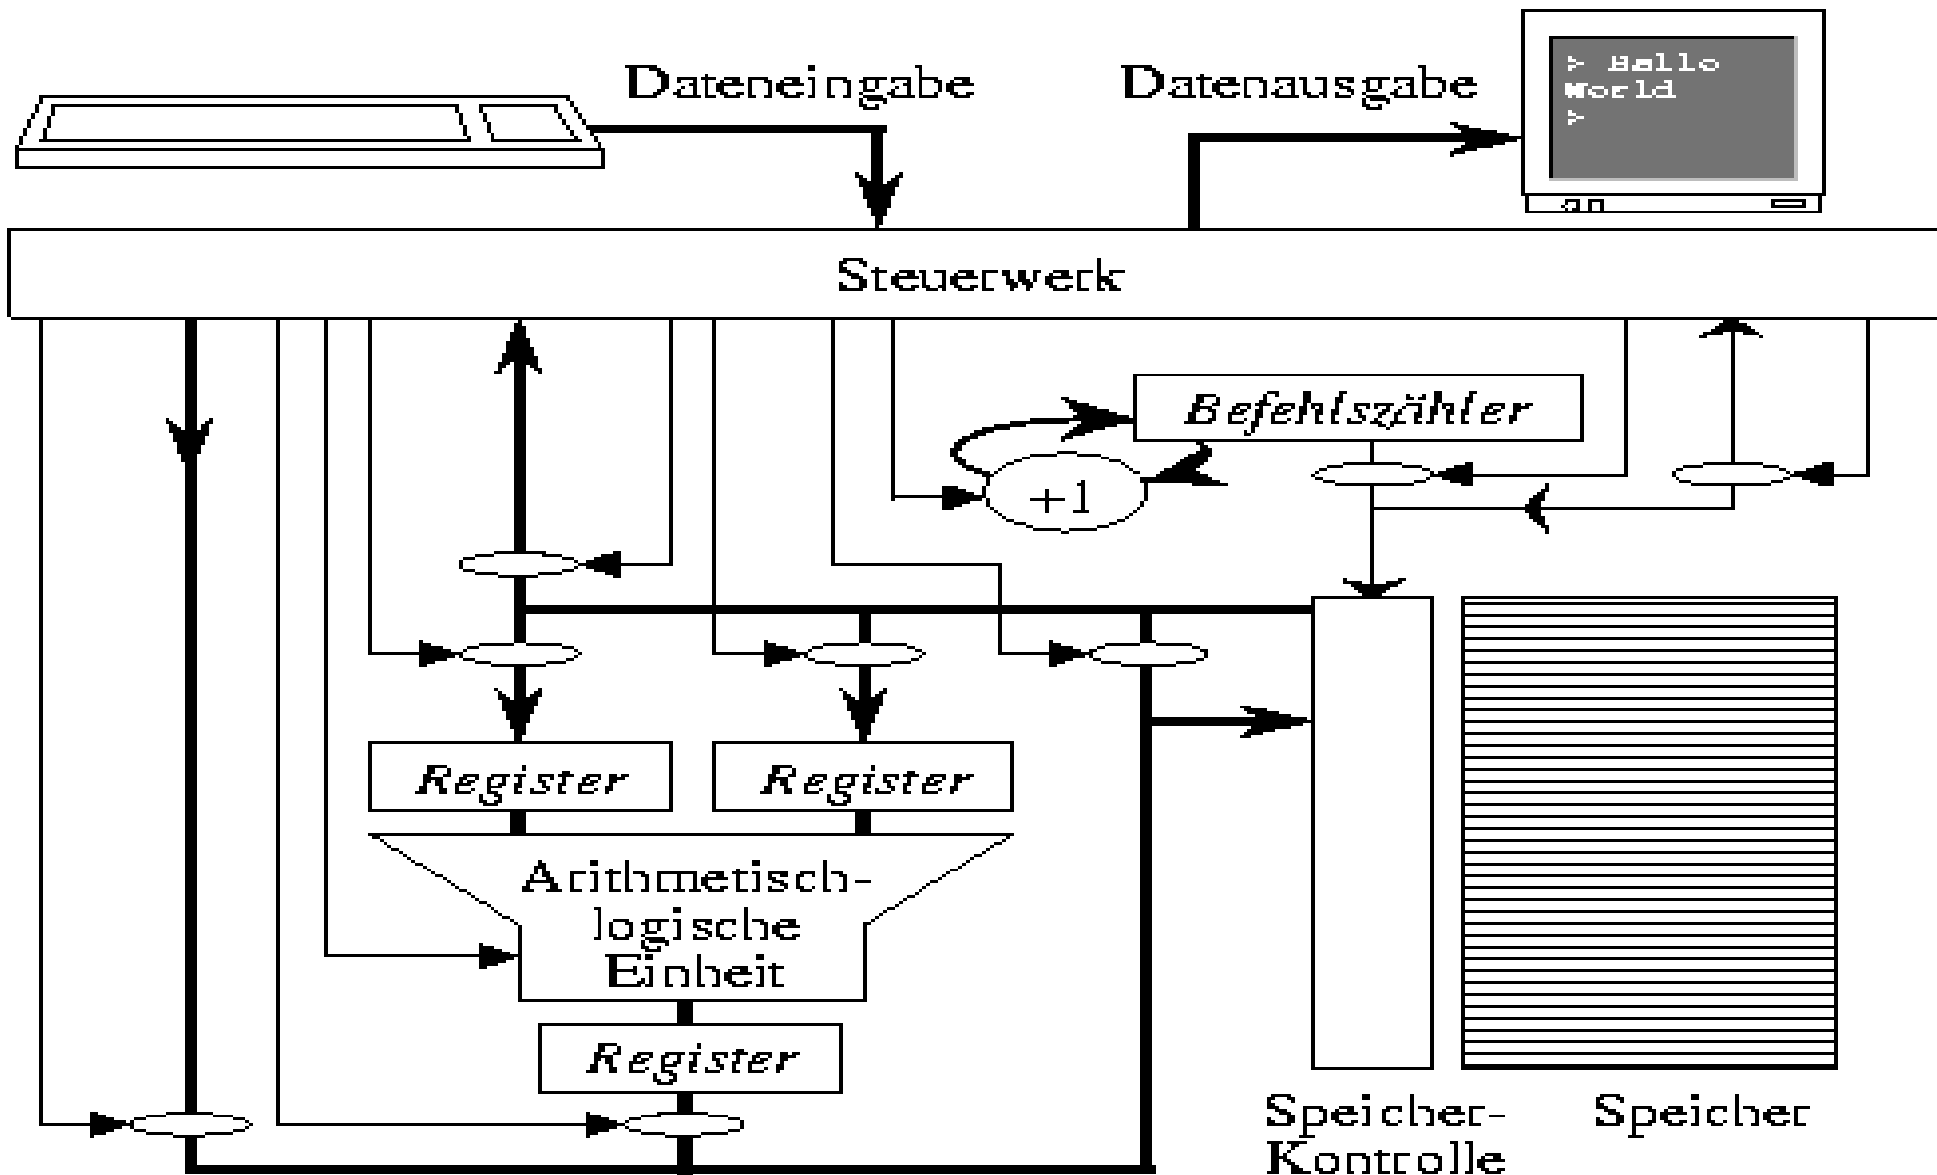 Dateneingabe
Datenausgabe
> Hallo
World
>
Steuerwerk
Befehlszähler
+1
Register
Register
Arithmetisch-
logische
Einheit
Register
Speicher-
Kontrolle
Speicher